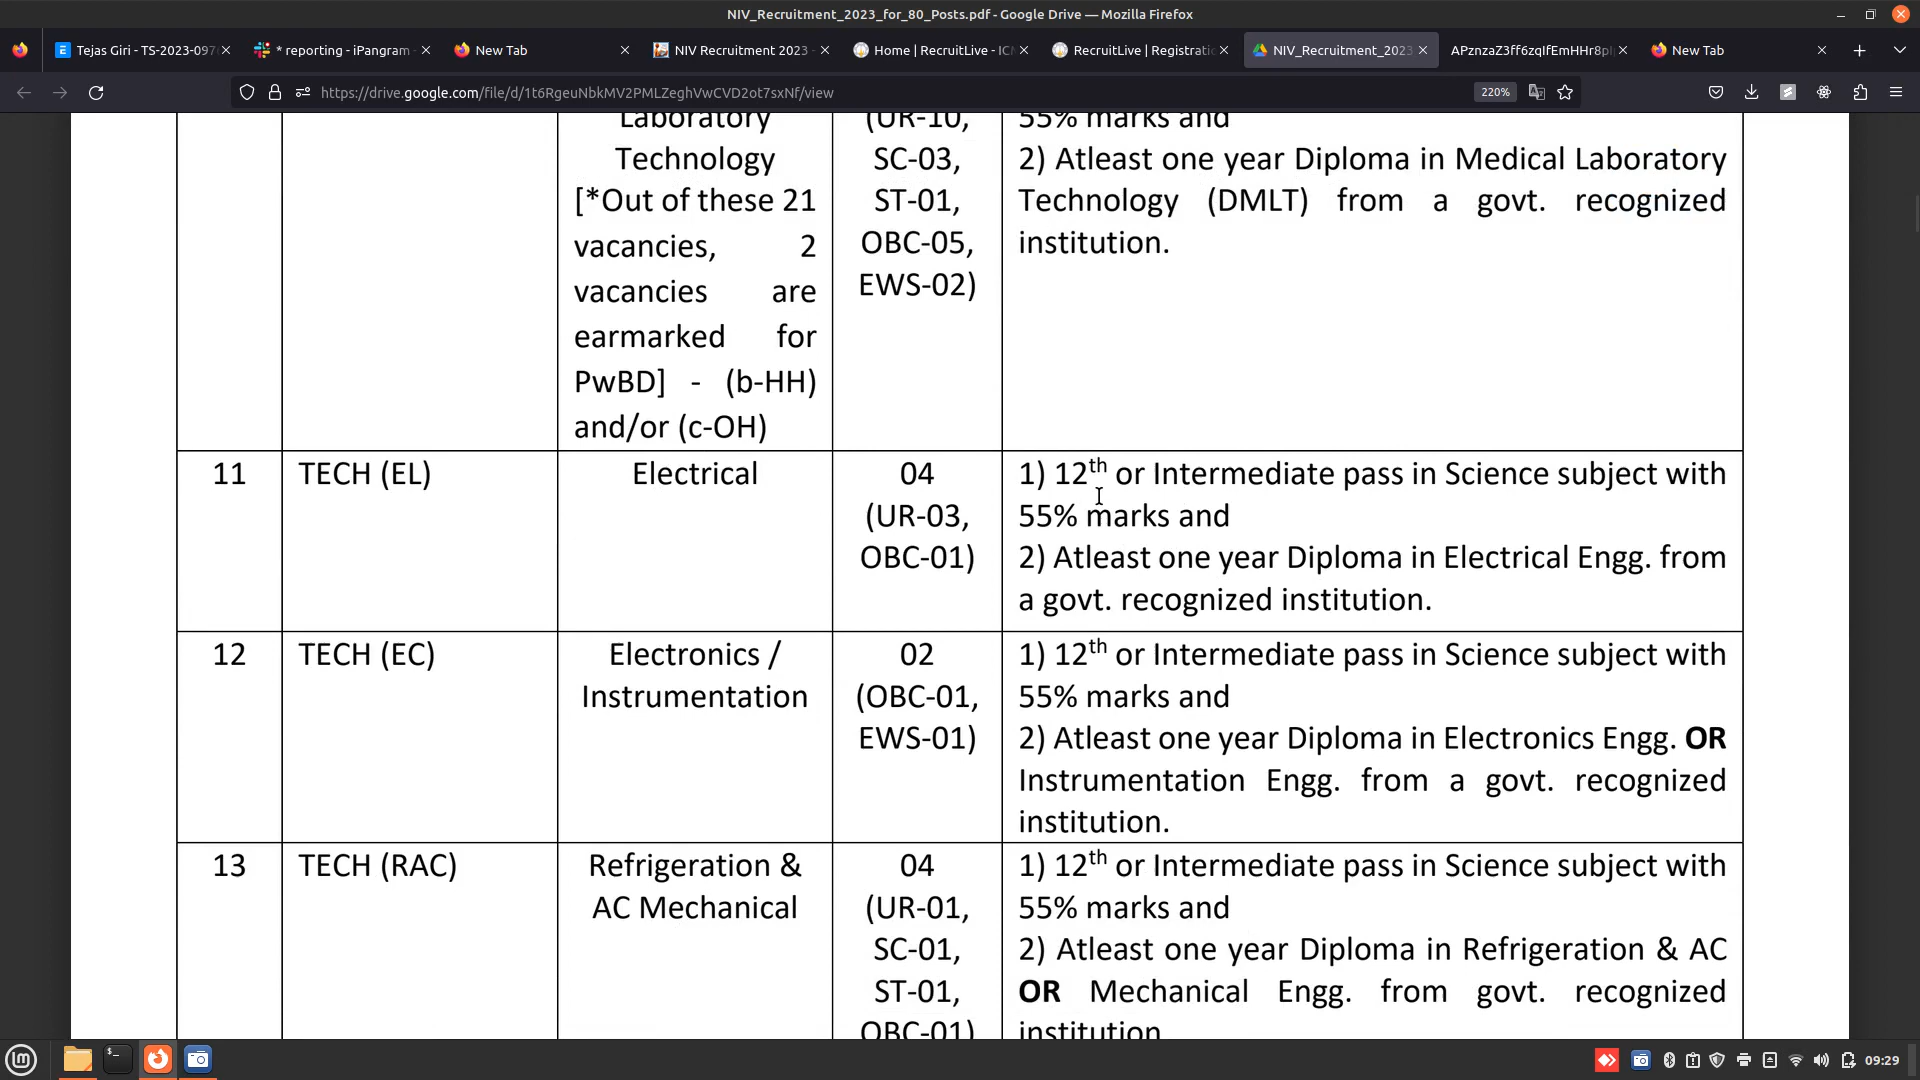 NIV_Recruitment_2023_for_80_Posts.pdf - Google Drive — Mozilla Firefox
Tejas Giri - TS-2023-097
* reporting - iPangram
New Tab
NIV Recruitment 2023 -
Home | RecruitLive - ICM
RecruitLive | Registratio
NIV_Recruitment_2023
APznzaZ3ff6zqIfEmHHr8pI
New Tab
https://drive.google.com/file/d/1t6RgeuNbkMV2PMLZeghVwCVD2ot7sxNf/view
220%
Laboratory
Technology
[*Out of these 21
vacancies, 2
vacancies are
earmarked for
PwBD] - (b-HH)
and/or (c-OH)
(UR-10,
SC-03,
ST-01,
OBC-05,
EWS-02)
55% marks and
2) Atleast one year Diploma in Medical Laboratory
Technology (DMLT) from a govt. recognized
institution.
11
TECH (EL)
Electrical
04
(UR-03,
OBC-01)
1) 12th or Intermediate pass in Science subject with
55% marks and
2) Atleast one year Diploma in Electrical Engg. from
a govt. recognized institution.
12
TECH (EC)
Electronics /
Instrumentation
02
(OBC-01,
EWS-01)
1) 12th or Intermediate pass in Science subject with
55% marks and
2) Atleast one year Diploma in Electronics Engg. OR
Instrumentation Engg. from a govt. recognized
institution.
13
TECH (RAC)
Refrigeration &
AC Mechanical
04
(UR-01,
SC-01,
ST-01,
OBC-01)
1) 12th or Intermediate pass in Science subject with
55% marks and
2) Atleast one year Diploma in Refrigeration & AC
OR Mechanical Engg. from govt. recognized
institution
09:29